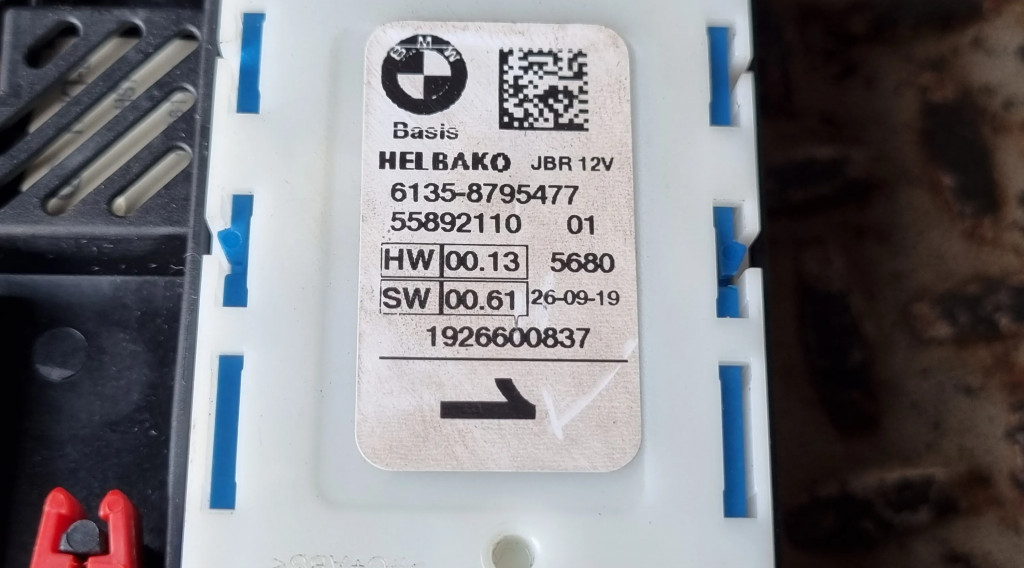 BMW
Basis
HELBAKO JBR 12V
6135-8795477
55892110 01
HW 00.13 5680
SW 00.61 26-09-19
1926600837
1